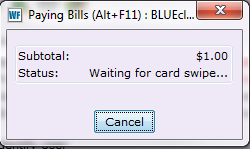 WF Paying Bills (Alt+F11) : BLUEcl...
Subtotal: $1.00
Status: Waiting for card swipe...
Cancel